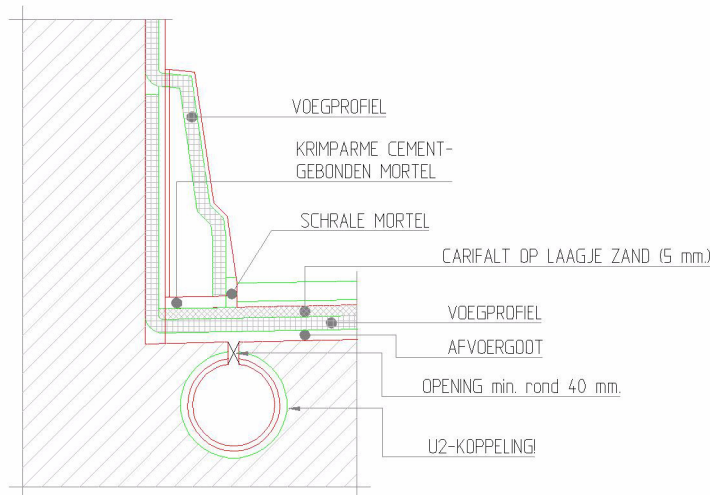 VOEGPROFIEL
KRIMPARME CEMENT-
GEBONDEN MORTEL
SCHRALE MORTEL
CARIFALT OP LAAGJE ZAND (5 mm.)
VOEGPROFIEL
AFVOERGOOT
OPENING min. rond 40 mm.
U2-KOPPELING!